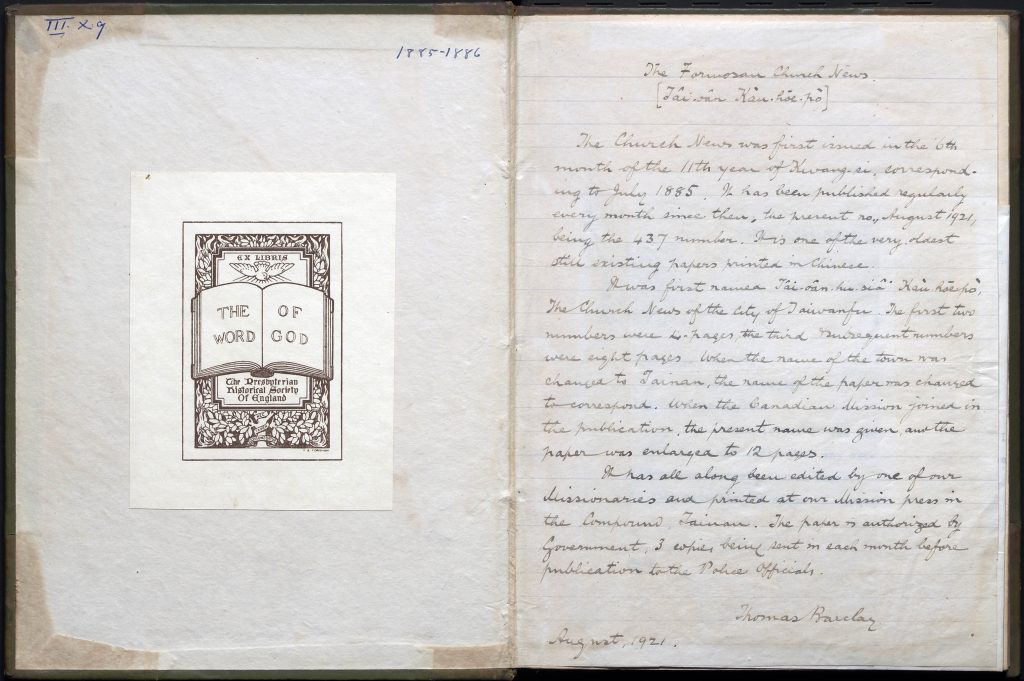 III. X. 9
1885-1886
EX LIBRIS
THE WORD
OF GOD
The Presbyterian
Historical Society
Of England
The Formosan Church News.
[Tâi-oân Kàu-hōe-pò]
The Church News was first issued in the 6th
month of the 11th year of Kwang-si, correspond-
ing to July 1885. It has been published regularly
every month since then, the present no., August 1921,
being the 437 number. It is one of the very oldest
still existing papers printed in Chinese.
It was first named Tâi-oân-hú-siâⁿ Kàu-hōe-pò,
The Church News of the city of Taiwanfu. The first two
numbers were 4 pages, the third & subsequent numbers
were eight pages. When the name of the town was
changed to Tainan, the name of the paper was changed
to correspond. When the Canadian Mission joined in
the publication, the present name was given, and the
paper was enlarged to 12 pages.
It has all along been edited by one of our
Missionaries and printed at our Mission press in
the Compound, Tainan. The paper is authorized by
Government, 3 copies being sent in each month before
publication to the Police Officials.
Thomas Barclay
August, 1921.